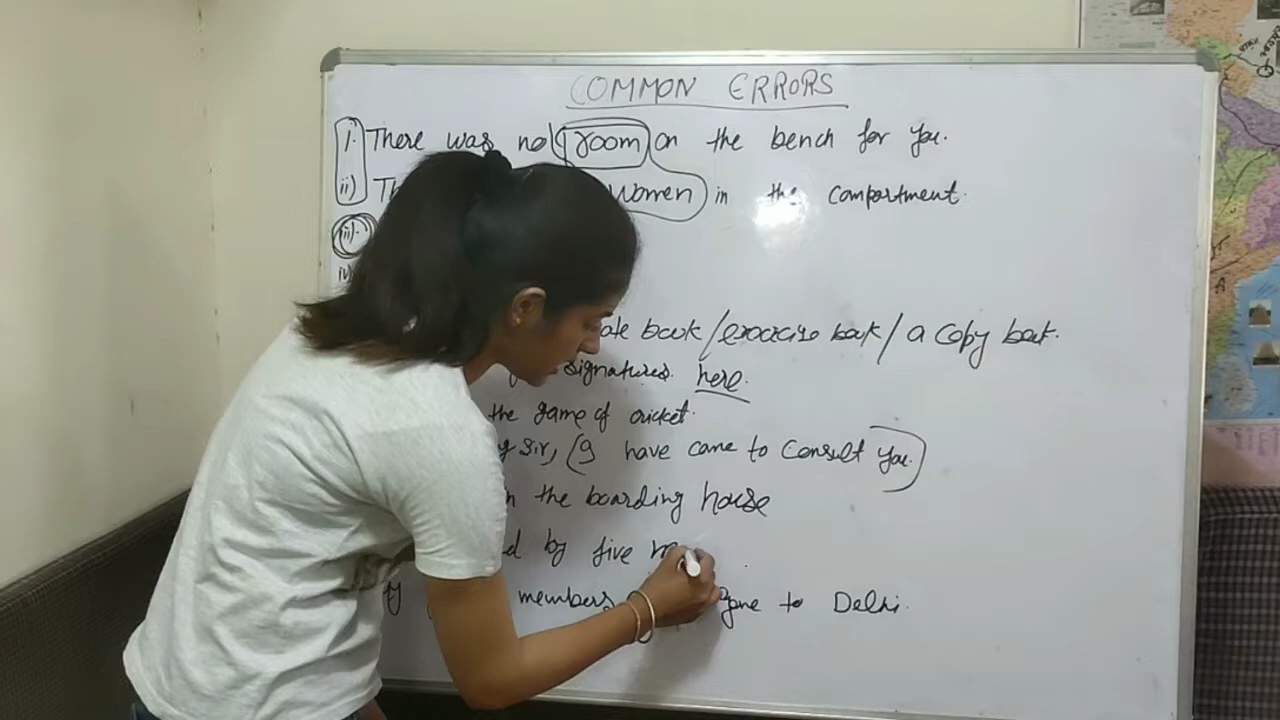 COMMON ERRORS
1. There was no room on the bench for you.
ii) Women in the compartment.
iii).
iv)
book / exercise book / a copy book.
signatures here.
the game of cricket.
Sir, (I have come to Consult you.)
the boarding house
by five
members gone to Delhi.